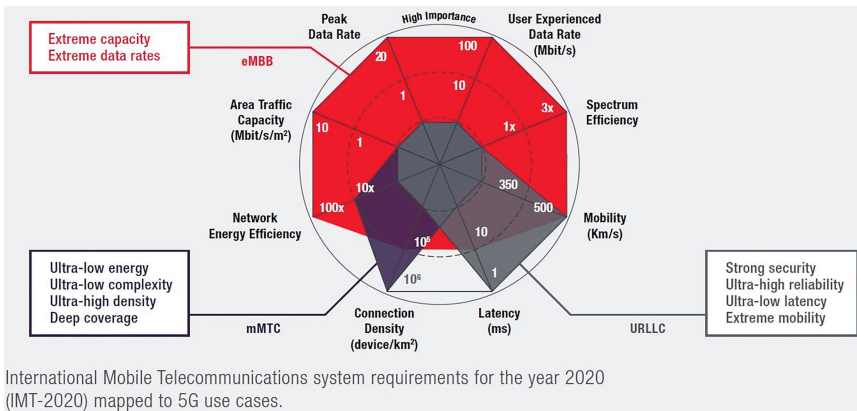 High Importance
Peak
Data Rate
User Experienced
Data Rate
(Mbit/s)
Extreme capacity
Extreme data rates
eMBB
20
100
1
10
Area Traffic
Capacity
(Mbit/s/m²)
3x
Spectrum
Efficiency
1x
10
1
10x
350
100x
500
Network
Energy Efficiency
Mobility
(Km/s)
10⁵
10
10⁶
1
Ultra-low energy
Ultra-low complexity
Ultra-high density
Deep coverage
mMTC
Connection
Density
(device/km²)
Latency
(ms)
URLLC
Strong security
Ultra-high reliability
Ultra-low latency
Extreme mobility
International Mobile Telecommunications system requirements for the year 2020
(IMT-2020) mapped to 5G use cases.